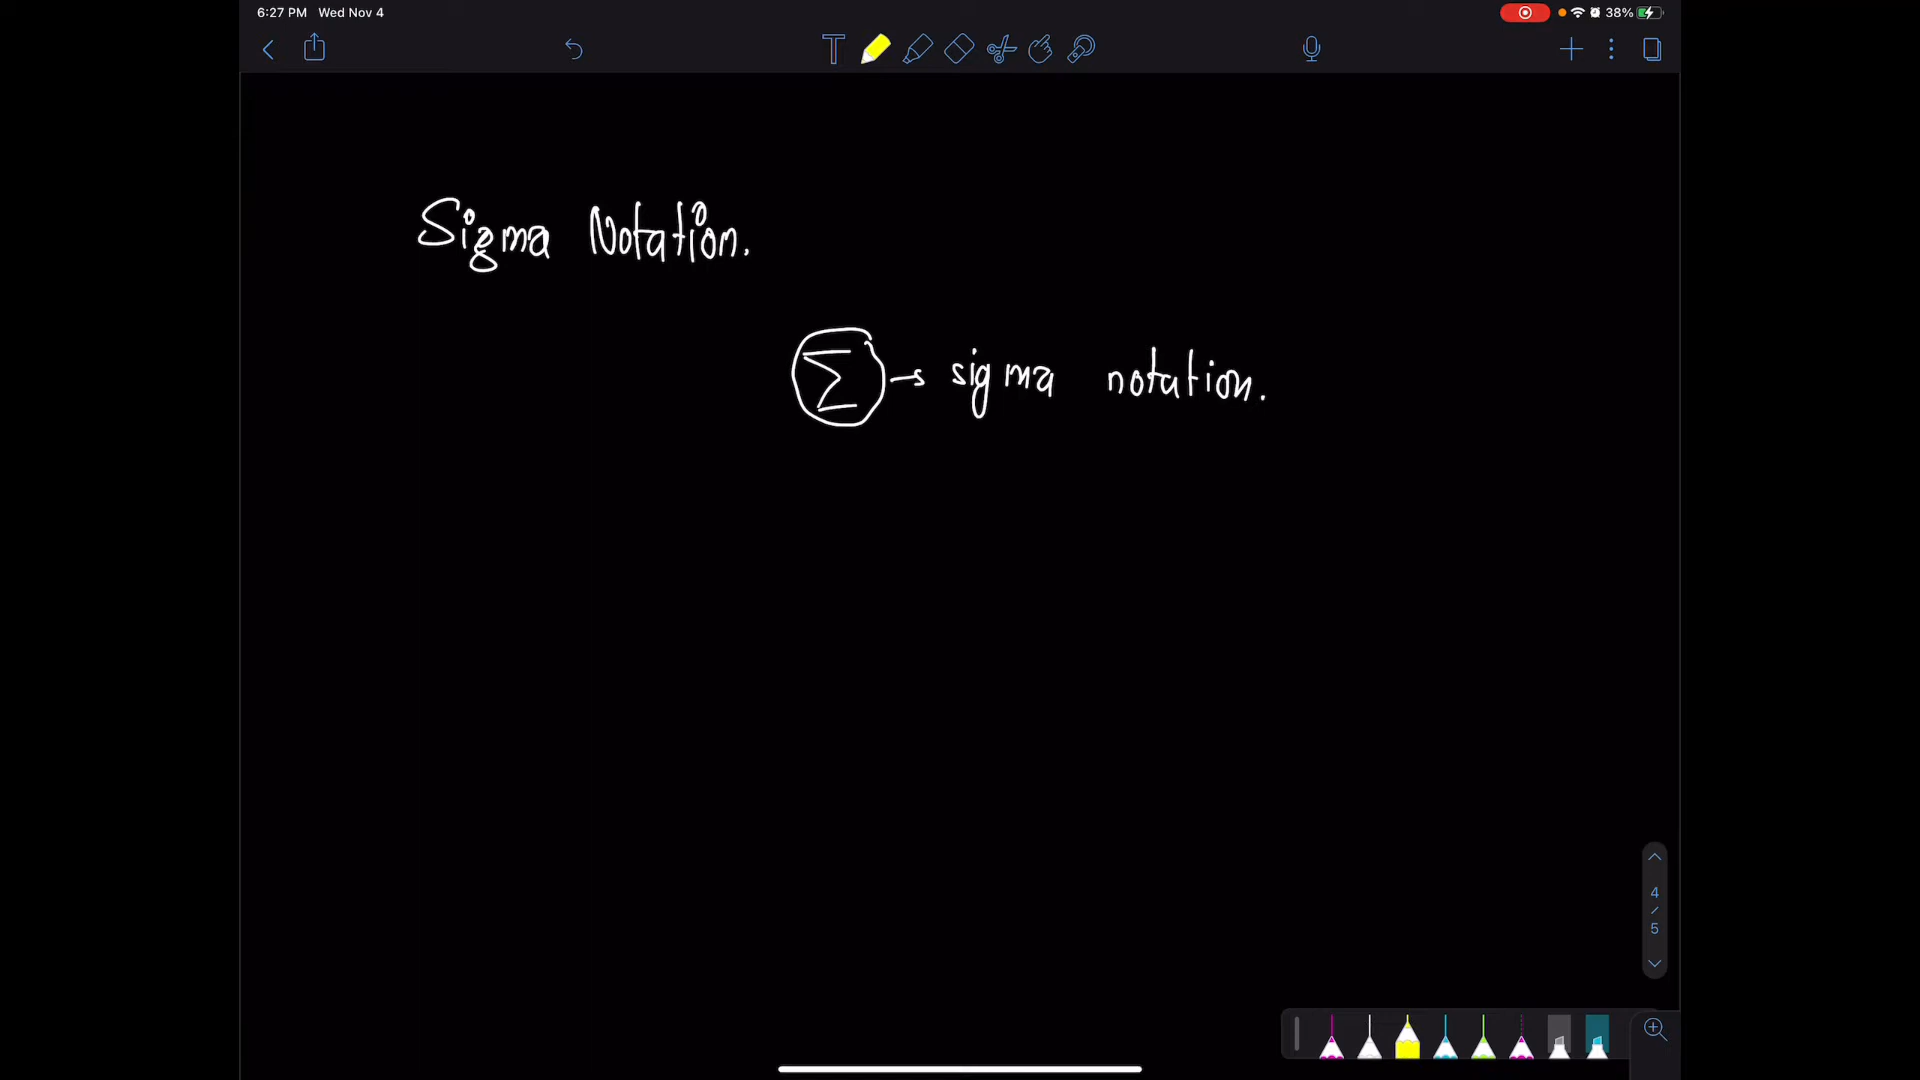 6:27 PM Wed Nov 4
38%
T
Sigma Notation.
Σ → sigma notation.
4
/
5